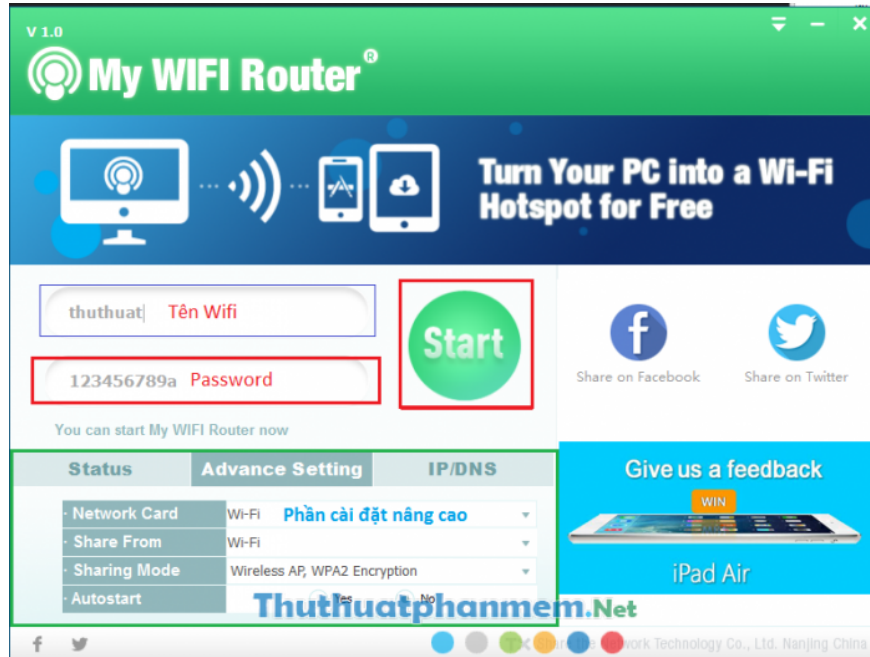 V 1.0
My WIFI Router®
Turn Your PC into a Wi-Fi
Hotspot for Free
thuthuat Tên Wifi
123456789a Password
Start
You can start My WIFI Router now
Share on Facebook
Share on Twitter
Status Advance Setting IP/DNS
· Network Card Wi-Fi Phần cài đặt nâng cao
· Share From Wi-Fi
· Sharing Mode Wireless AP, WPA2 Encryption
· Autostart Yes No
Give us a feedback
WIN
iPad Air
Thuthuatphanmem.Net
Network Technology Co., Ltd. Nanjing China